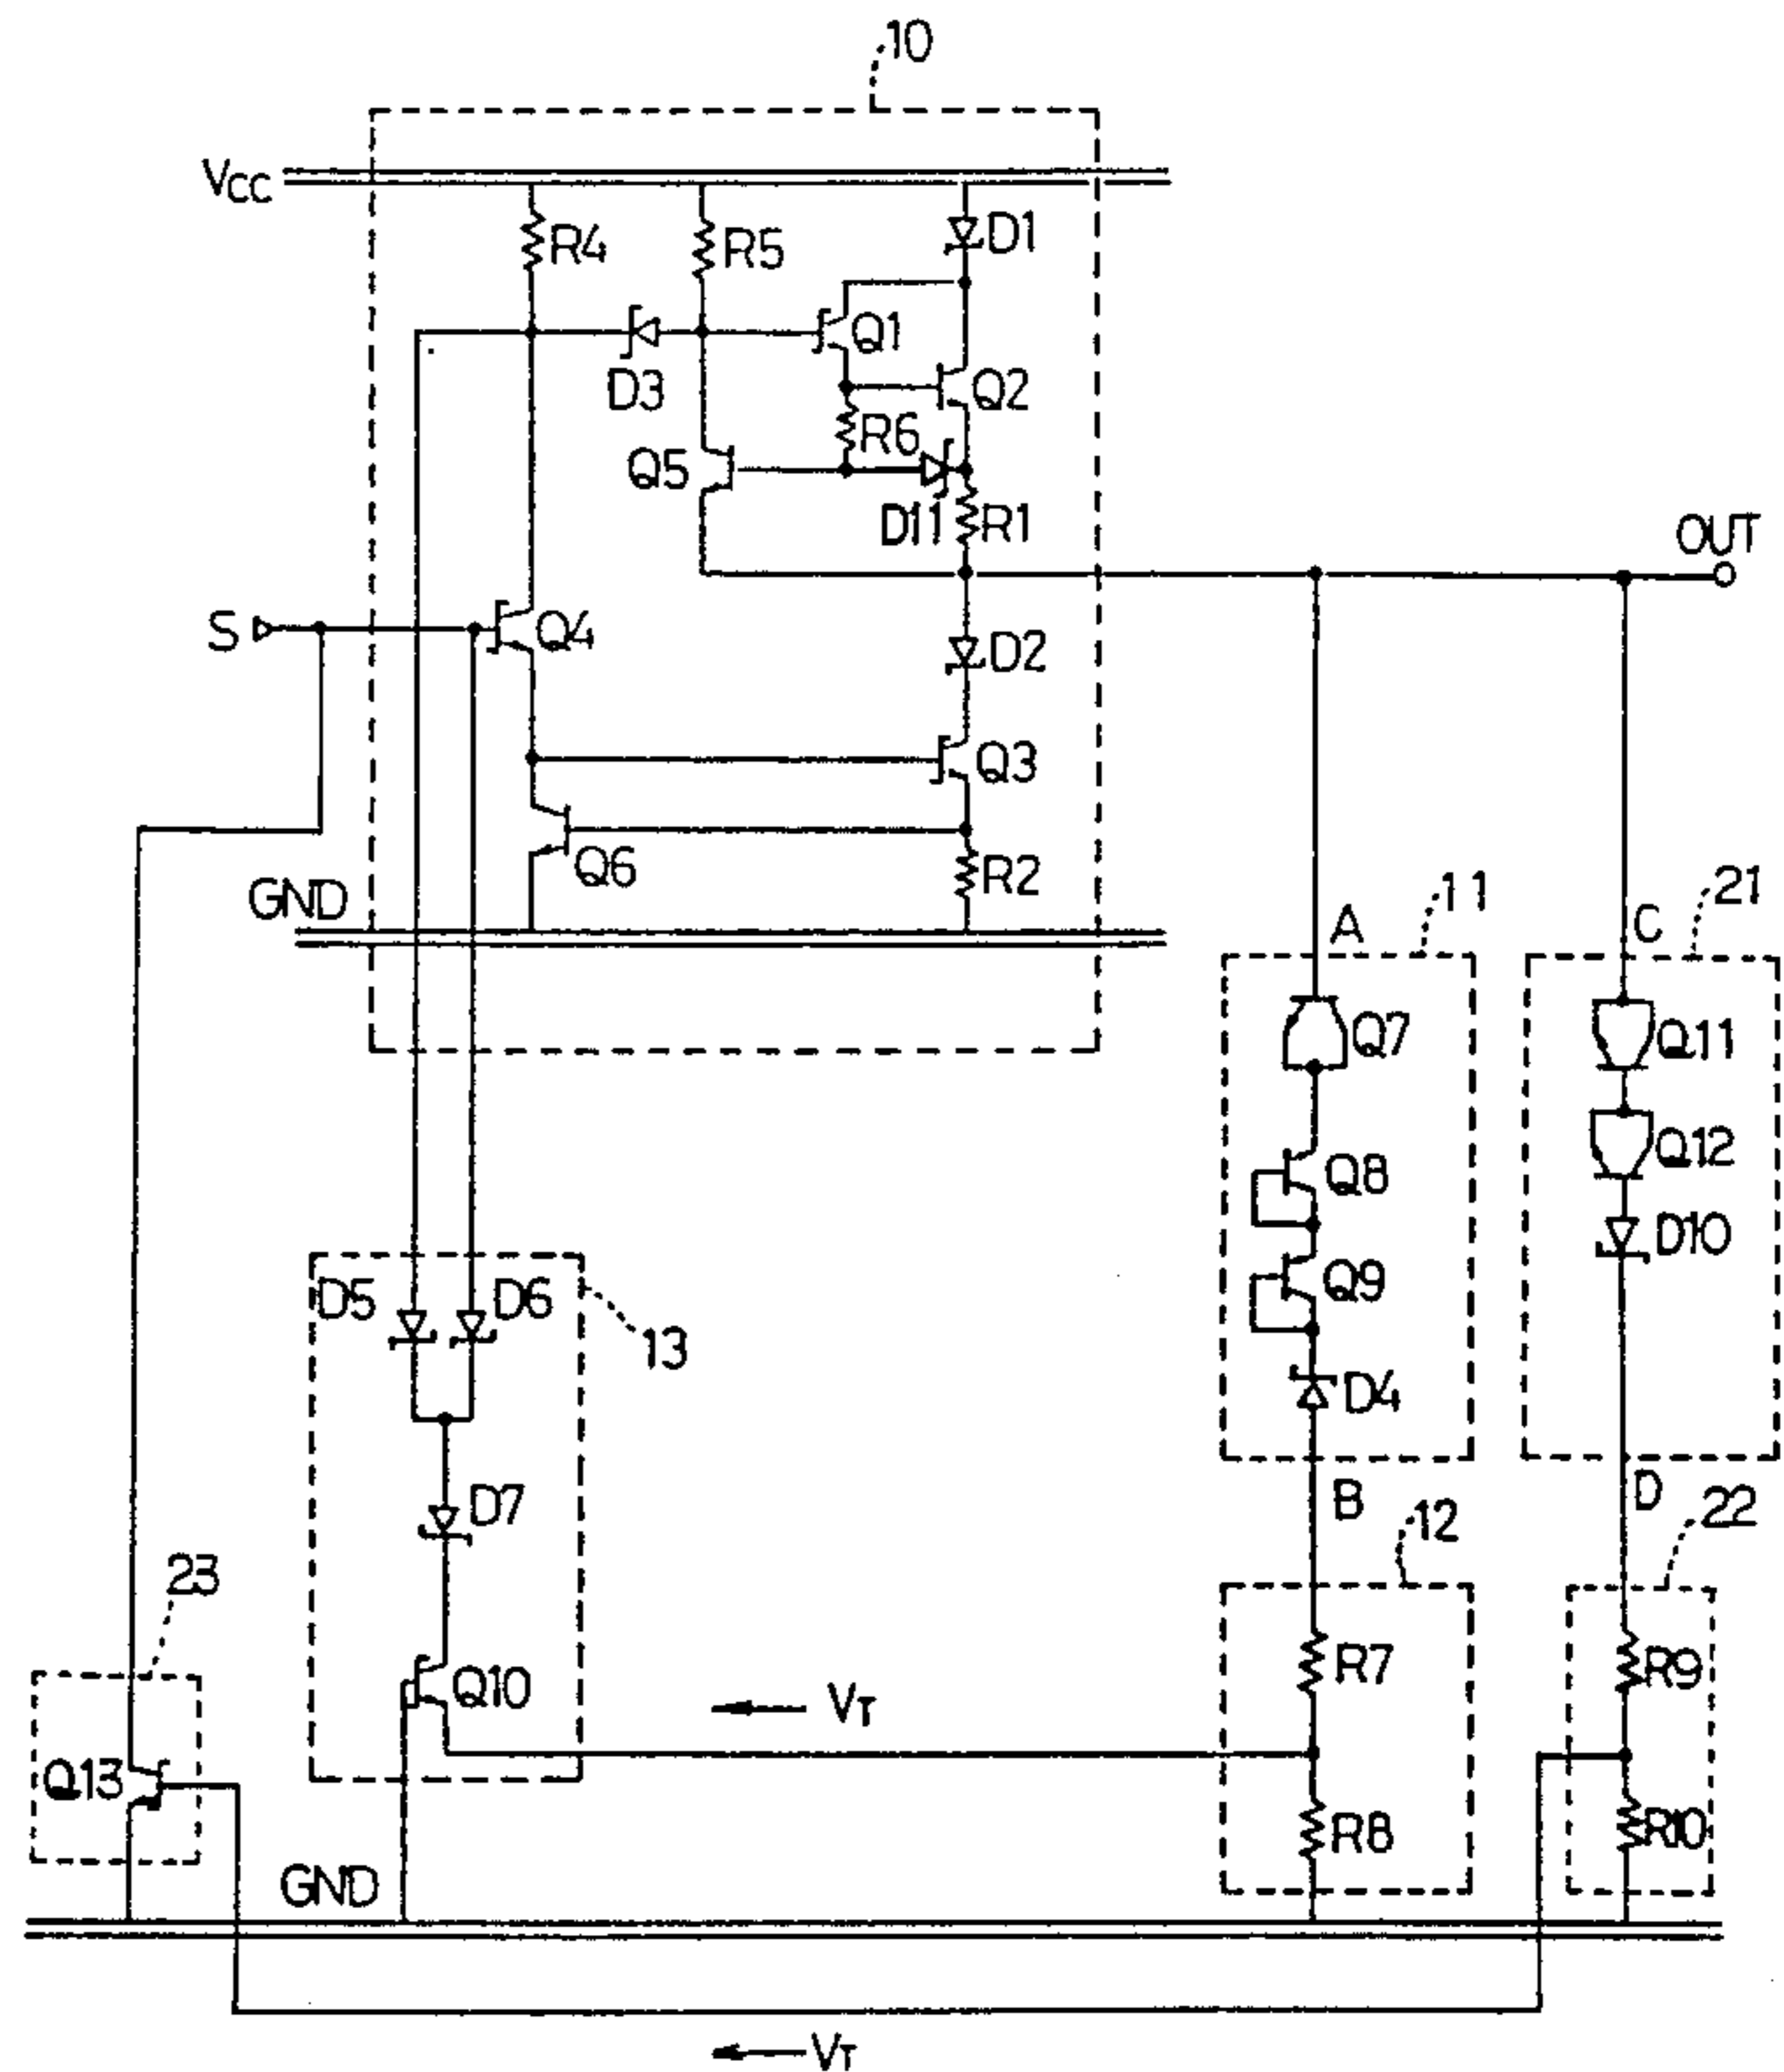 10
VCC
R4
R5
D1
Q1
D3
Q2
R6
Q5
D11
R1
OUT
S
Q4
D2
Q3
Q6
R2
GND
11
21
A
C
Q7
Q11
Q8
Q12
D10
D5
D6
Q9
13
D4
B
D
D7
12
22
23
R7
R9
Q10
VT
Q13
R8
R10
GND
VT